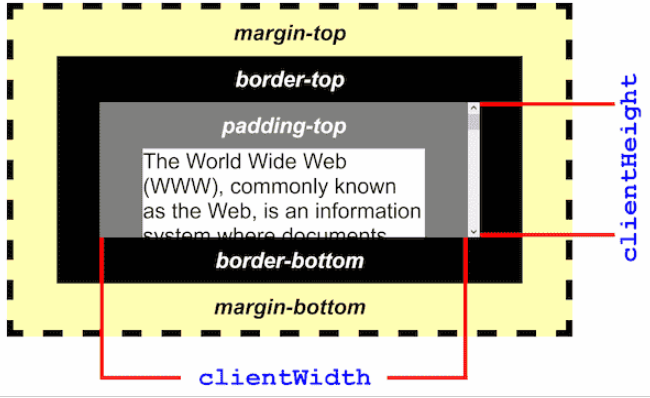 margin-top
border-top
padding-top
The World Wide Web
(WWW), commonly known
as the Web, is an information
system where documents
border-bottom
margin-bottom
clientWidth
clientHeight